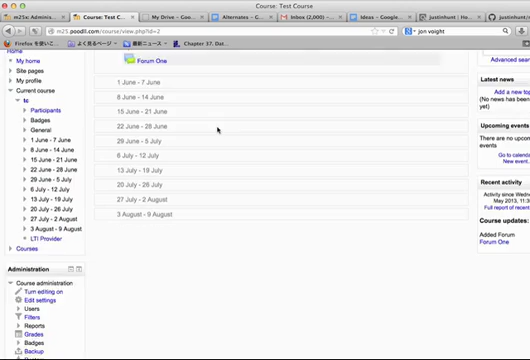 Course: Test Course
m25s: Administ...
Course: Test C...
My Drive – Goo...
Alternates – G...
Inbox (2,000) – ...
Ideas – Google...
justinhunt
justinhunt
m25.poodll.com/course/view.php?id=2
jon voight
Firefox を使いこ...
よく見るページ
最新ニュース
Chapter 37. Dat...
Home
My home
Site pages
My profile
Current course
tc
Participants
Badges
General
1 June - 7 June
8 June - 14 June
15 June - 21 June
22 June - 28 June
29 June - 5 July
6 July - 12 July
13 July - 19 July
20 July - 26 July
27 July - 2 August
3 August - 9 August
LTI Provider
Courses
Administration
Course administration
Turn editing on
Edit settings
Users
Filters
Reports
Grades
Badges
Backup
Forum One
1 June - 7 June
8 June - 14 June
15 June - 21 June
22 June - 28 June
29 June - 5 July
6 July - 12 July
13 July - 19 July
20 July - 26 July
27 July - 2 August
3 August - 9 August
Advanced sear
Latest news
Add a new top
(No news has been
yet)
Upcoming events
There are no upcom
events
Go to calenda
New event.
Recent activity
Activity since Wedn
May 2013, 11:3
Full report of recent
Course updates:
Added Forum
Forum One